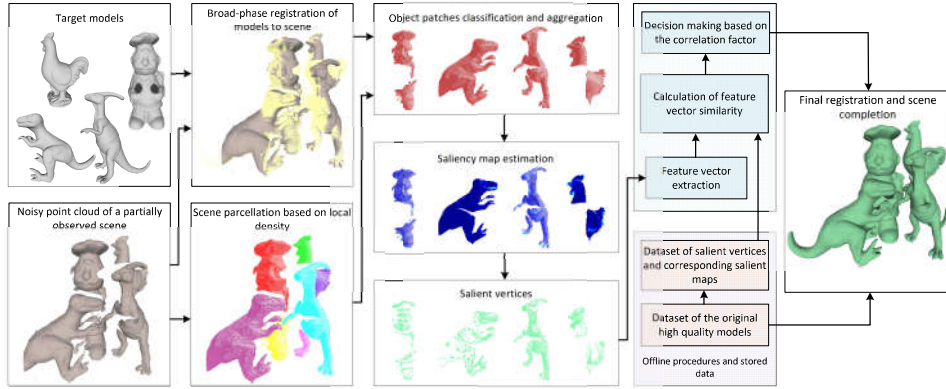 Target models
Broad-phase registration of
models to scene
Object patches classification and aggregation
Decision making based on
the correlation factor
Calculation of feature
vector similarity
Feature vector
extraction
Final registration and scene
completion
Saliency map estimation
Noisy point cloud of a partially
observed scene
Scene parcellation based on local
density
Salient vertices
Dataset of salient vertices
and corresponding salient
maps
Dataset of the original
high quality models
Offline procedures and stored
data